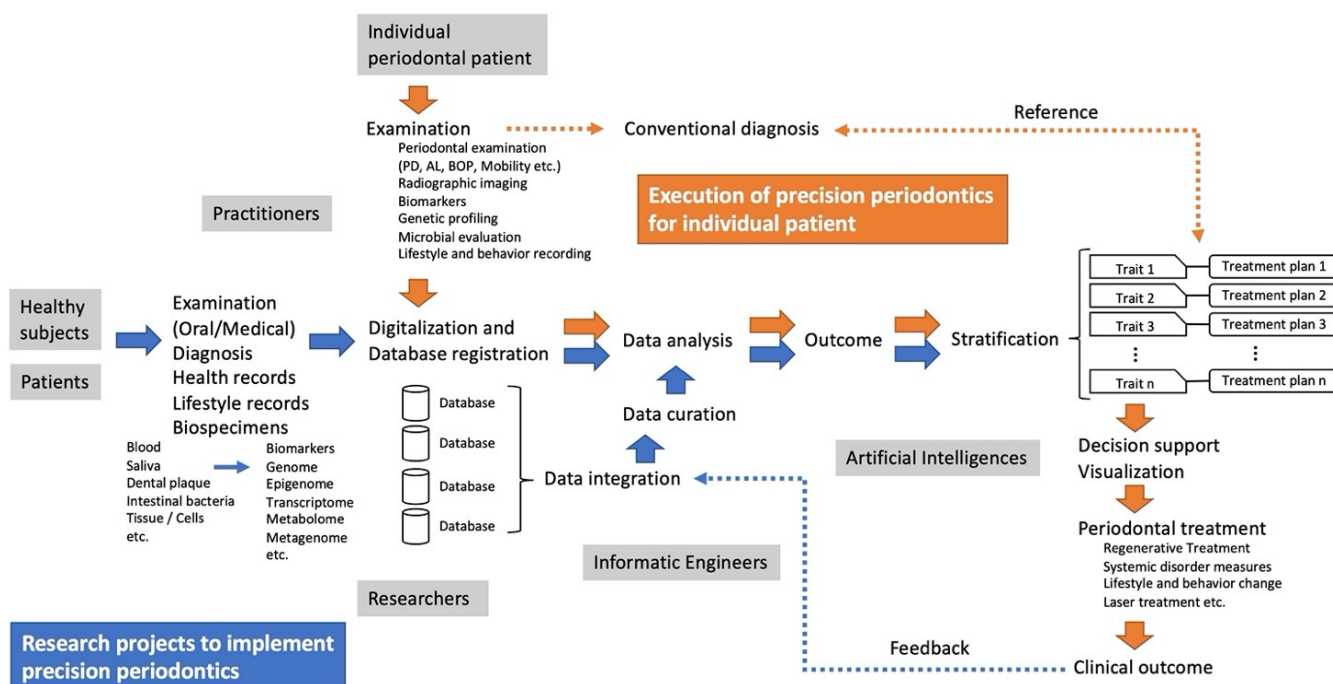 Individual
periodontal patient
Examination
Periodontal examination
(PD, AL, BOP, Mobility etc.)
Radiographic imaging
Biomarkers
Genetic profiling
Microbial evaluation
Lifestyle and behavior recording
Conventional diagnosis
Reference
Execution of precision periodontics
for individual patient
Practitioners
Healthy
subjects
Patients
Examination
(Oral/Medical)
Diagnosis
Health records
Lifestyle records
Biospecimens
Blood
Saliva
Dental plaque
Intestinal bacteria
Tissue / Cells
etc.
Biomarkers
Genome
Epigenome
Transcriptome
Metabolome
Metagenome
etc.
Digitalization and
Database registration
Database
Database
Database
Database
Data integration
Data curation
Data analysis
Outcome
Stratification
Trait 1
Treatment plan 1
Trait 2
Treatment plan 2
Trait 3
Treatment plan 3
⋮
⋮
Trait n
Treatment plan n
Artificial Intelligences
Decision support
Visualization
Periodontal treatment
Regenerative Treatment
Systemic disorder measures
Lifestyle and behavior change
Laser treatment etc.
Informatic Engineers
Researchers
Feedback
Clinical outcome
Research projects to implement
precision periodontics